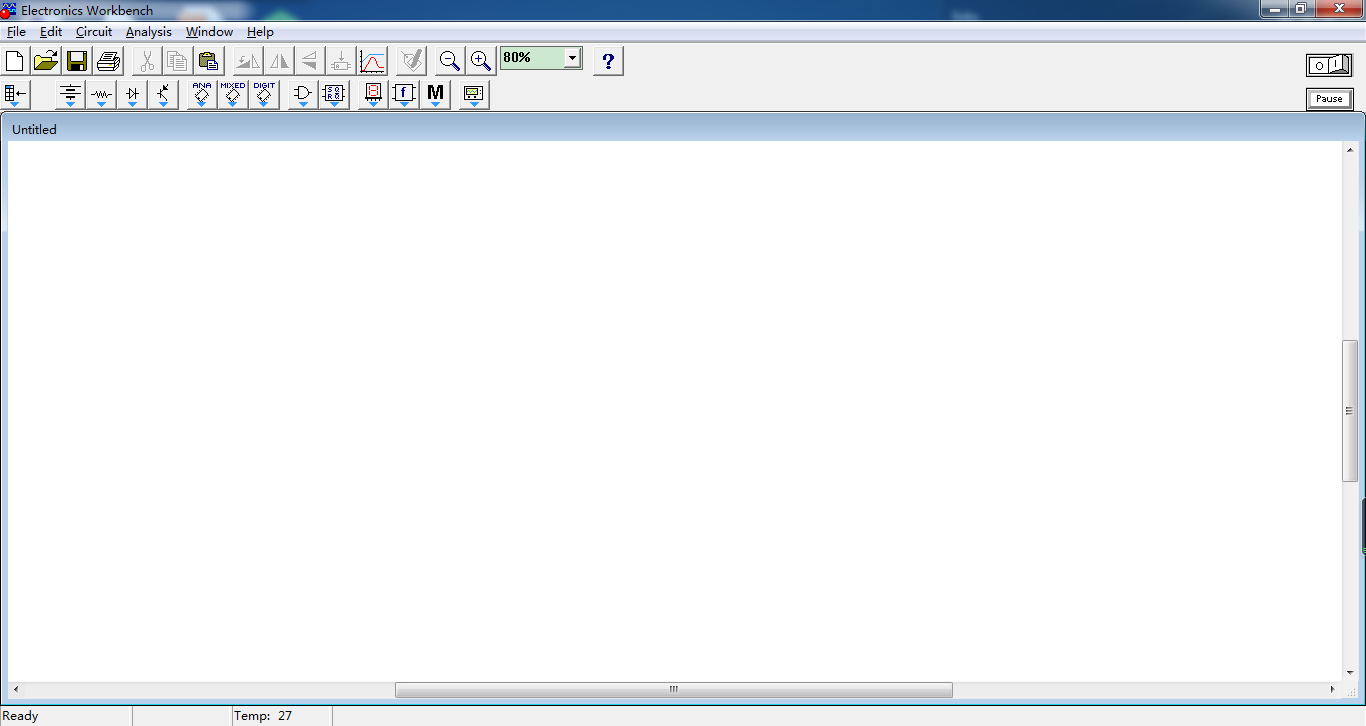 Electronics Workbench
File Edit Circuit Analysis Window Help
80% ?
O I
ANA MIXED DIGIT f M
Pause
Untitled
Ready Temp: 27